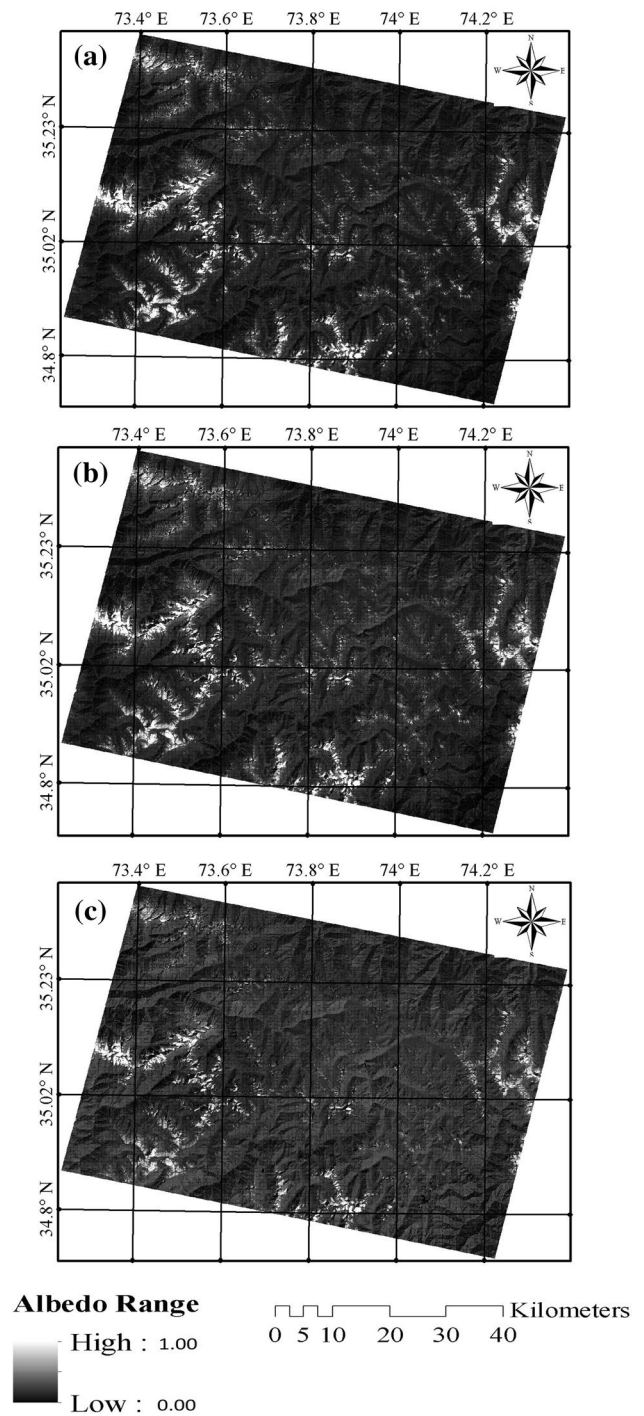 73.4° E 73.6° E 73.8° E 74° E 74.2° E
(a)
N
W E
S
35.23° N
35.02° N
34.8° N
73.4° E 73.6° E 73.8° E 74° E 74.2° E
(b)
N
W E
S
35.23° N
35.02° N
34.8° N
73.4° E 73.6° E 73.8° E 74° E 74.2° E
(c)
N
W E
S
35.23° N
35.02° N
34.8° N
Albedo Range
High : 1.00
Low : 0.00
Kilometers
0 5 10 20 30 40